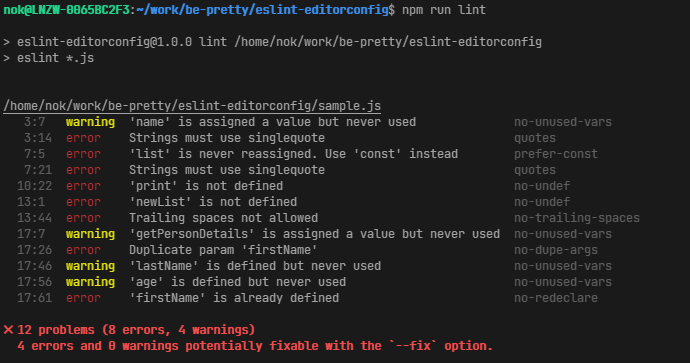 nok@LNZW-0065BC2F3:~/work/be-pretty/eslint-editorconfig$ npm run lint
> eslint-editorconfig@1.0.0 lint /home/nok/work/be-pretty/eslint-editorconfig
> eslint *.js
/home/nok/work/be-pretty/eslint-editorconfig/sample.js
3:7 warning 'name' is assigned a value but never used no-unused-vars
3:14 error Strings must use singlequote quotes
7:5 error 'list' is never reassigned. Use 'const' instead prefer-const
7:21 error Strings must use singlequote quotes
10:22 error 'print' is not defined no-undef
13:1 error 'newList' is not defined no-undef
13:44 error Trailing spaces not allowed no-trailing-spaces
17:7 warning 'getPersonDetails' is assigned a value but never used no-unused-vars
17:26 error Duplicate param 'firstName' no-dupe-args
17:46 warning 'lastName' is defined but never used no-unused-vars
17:56 warning 'age' is defined but never used no-unused-vars
17:61 error 'firstName' is already defined no-redeclare
✕ 12 problems (8 errors, 4 warnings)
4 errors and 0 warnings potentially fixable with the `--fix` option.